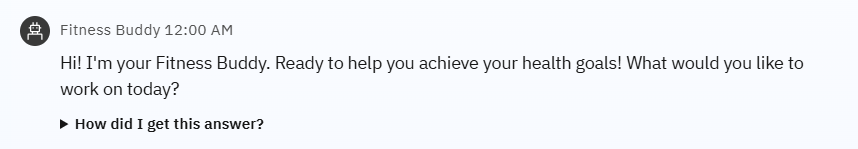 Fitness Buddy 12:00 AM
Hi! I'm your Fitness Buddy. Ready to help you achieve your health goals! What would you like to
work on today?
How did I get this answer?